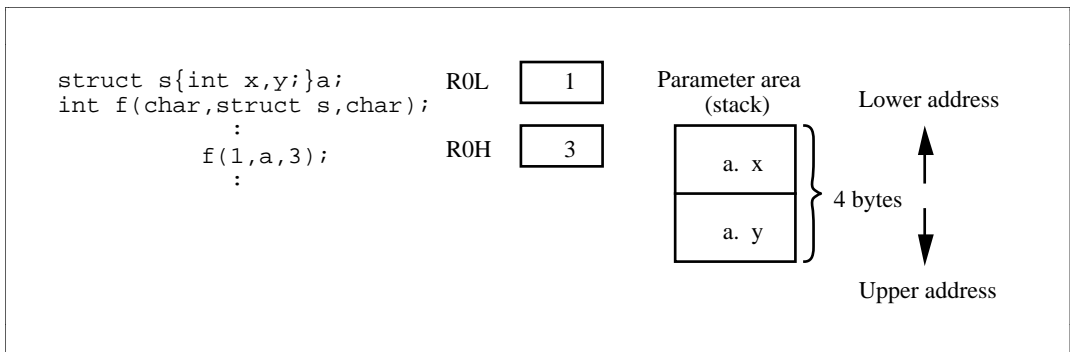 struct s{int x,y;}a;
int f(char,struct s,char);
:
f(1,a,3);
:
R0L 1
R0H 3
Parameter area
(stack)
a. x
a. y
4 bytes
Lower address
Upper address